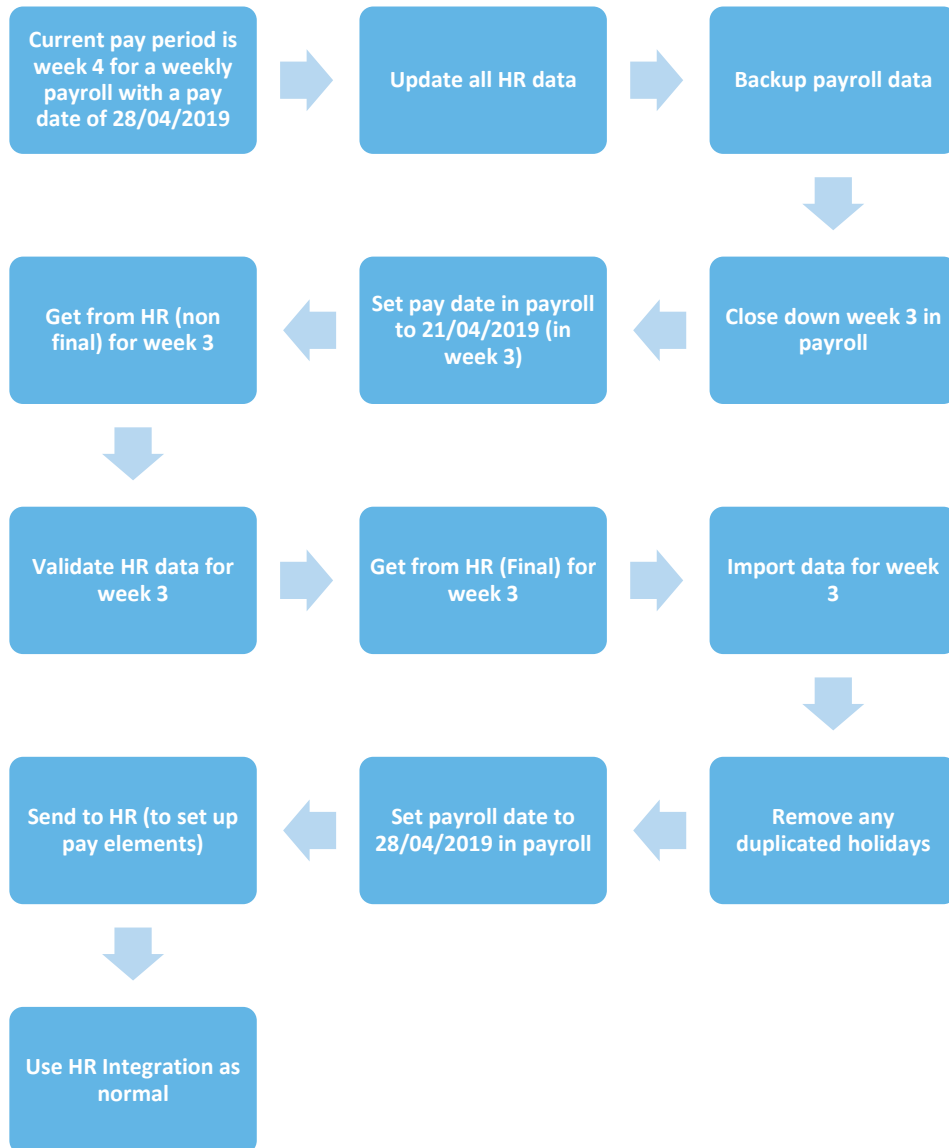 Current pay period is
week 4 for a weekly
payroll with a pay
date of 28/04/2019
Update all HR data
Backup payroll data
Close down week 3 in
payroll
Set pay date in payroll
to 21/04/2019 (in
week 3)
Get from HR (non
final) for week 3
Validate HR data for
week 3
Get from HR (Final) for
week 3
Import data for week
3
Remove any
duplicated holidays
Set payroll date to
28/04/2019 in payroll
Send to HR (to set up
pay elements)
Use HR Integration as
normal